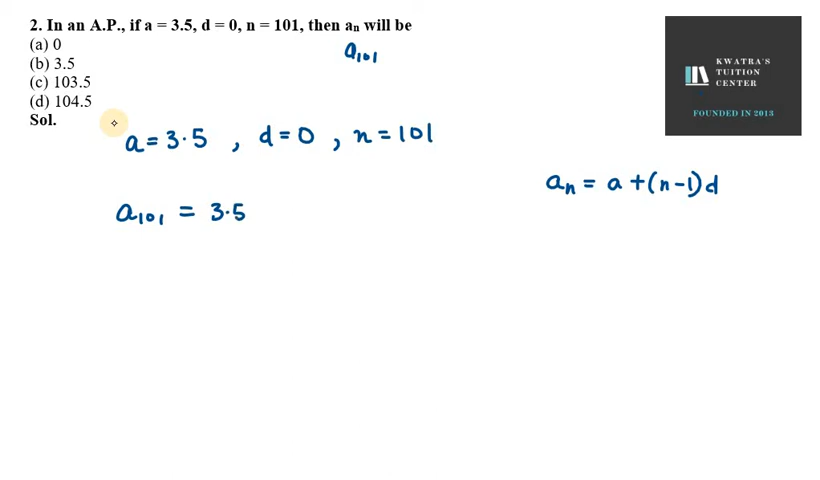 2. In an A.P., if a = 3.5, d = 0, n = 101, then aₙ will be
(a) 0
a₁₀₁
(b) 3.5
(c) 103.5
(d) 104.5
Sol.
KWATRA'S
TUITION
CENTER
FOUNDED IN 2013
a = 3.5 , d = 0 , n = 101
aₙ = a + (n - 1) d
a₁₀₁ = 3.5